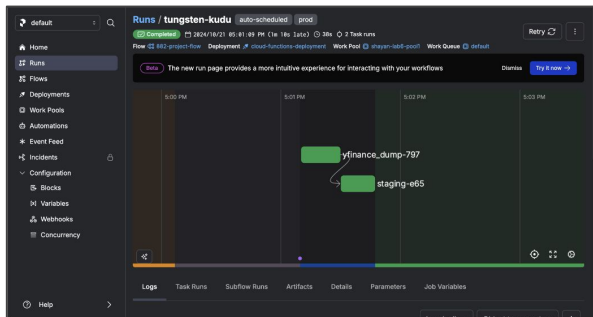 default
Home
Runs
Flows
Deployments
Work Pools
Automations
Event Feed
Incidents
Configuration
Blocks
Variables
Webhooks
Concurrency
Help
Runs / tungsten-kudu auto-scheduled prod
Completed 2024/10/21 05:01:09 PM (1m 10s late) 38s 2 Task runs
Flow 882-project-flow Deployment cloud-functions-deployment Work Pool shayan-lab6-pool1 Work Queue default
Retry
Beta The new run page provides a more intuitive experience for interacting with your workflows Dismiss Try it now →
5:00 PM 5:01 PM 5:02 PM 5:03 PM
yfinance_dump-797
staging-e65
Logs Task Runs Subflow Runs Artifacts Details Parameters Job Variables